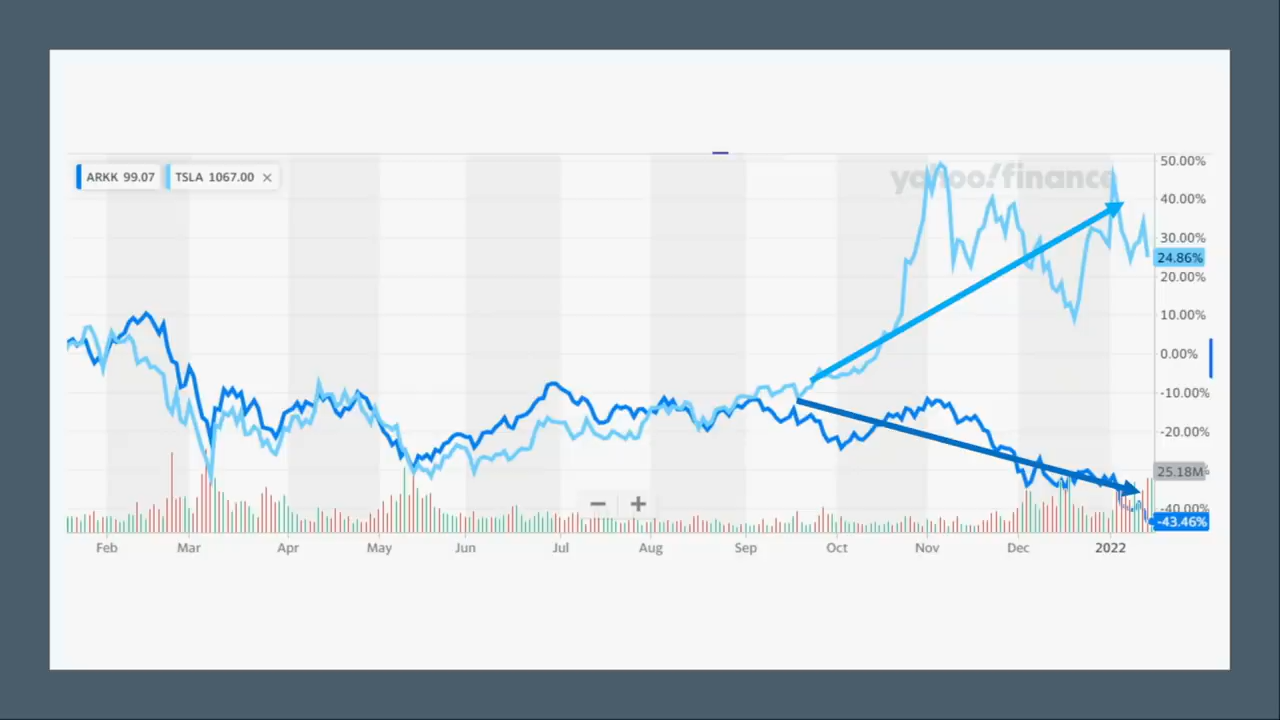 ARKK 99.07 TSLA 1067.00 ×
yahoo!finance
50.00%
40.00%
30.00%
24.86%
20.00%
10.00%
0.00%
-10.00%
-20.00%
25.18M
-40.00%
-43.46%
Feb Mar Apr May Jun Jul Aug Sep Oct Nov Dec 2022